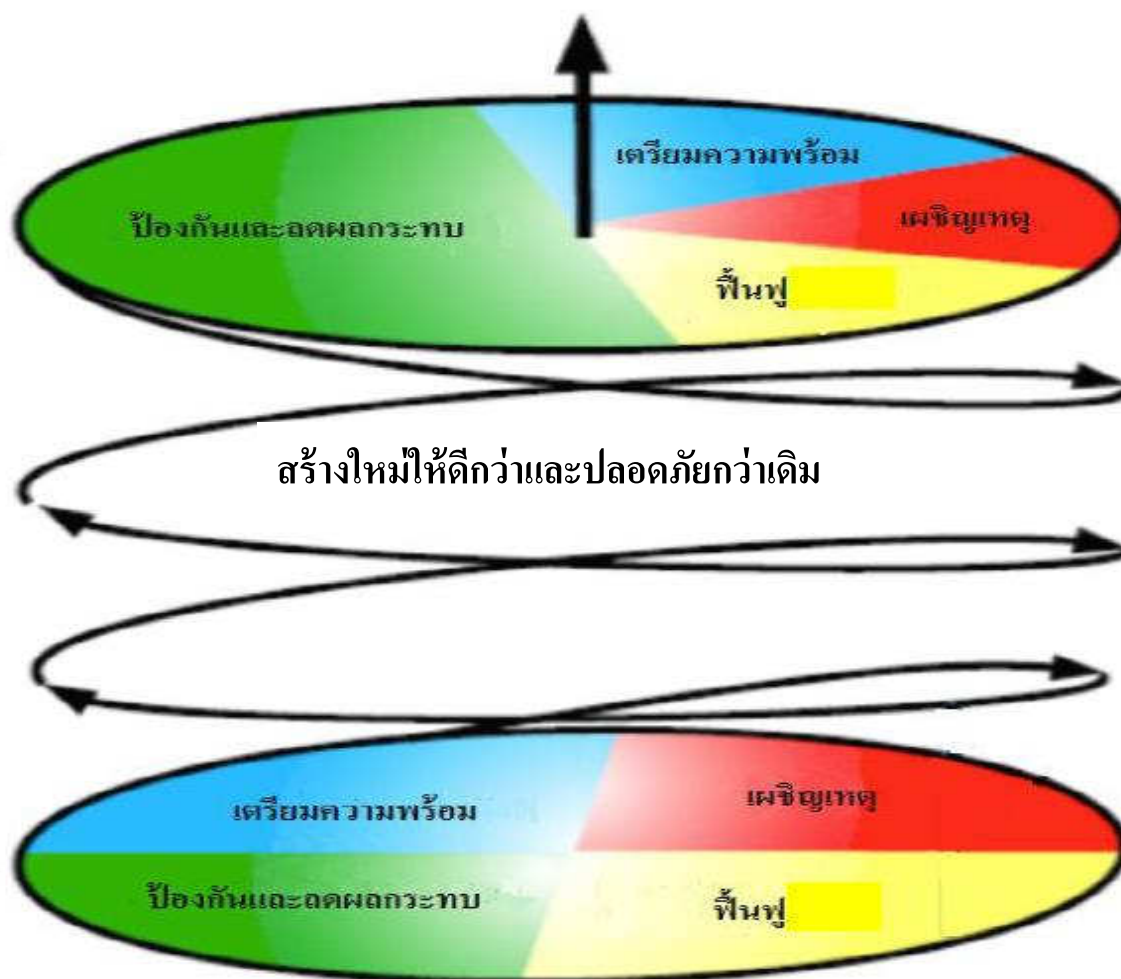 เตรียมความพร้อม
เผชิญเหตุ
ป้องกันและลดผลกระทบ
ฟื้นฟู
สร้างใหม่ให้ดีกว่าและปลอดภัยกว่าเดิม
เตรียมความพร้อม
เผชิญเหตุ
ป้องกันและลดผลกระทบ
ฟื้นฟู